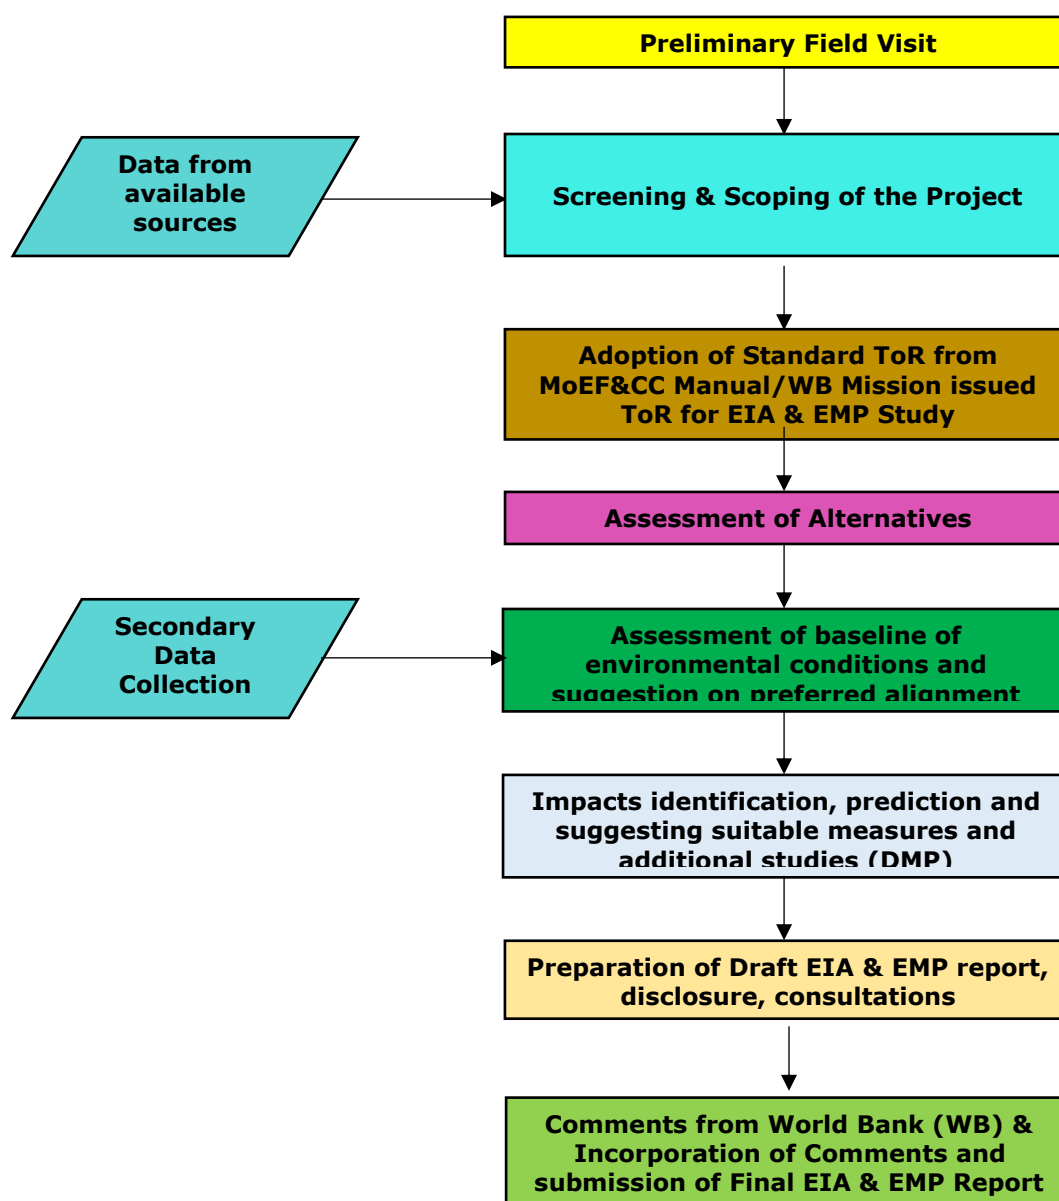 Preliminary Field Visit
Data from
available
sources
Screening & Scoping of the Project
Adoption of Standard ToR from
MoEF&CC Manual/WB Mission issued
ToR for EIA & EMP Study
Assessment of Alternatives
Secondary
Data
Collection
Assessment of baseline of
environmental conditions and
suggestion on preferred alignment
Impacts identification, prediction and
suggesting suitable measures and
additional studies (DMP)
Preparation of Draft EIA & EMP report,
disclosure, consultations
Comments from World Bank (WB) &
Incorporation of Comments and
submission of Final EIA & EMP Report